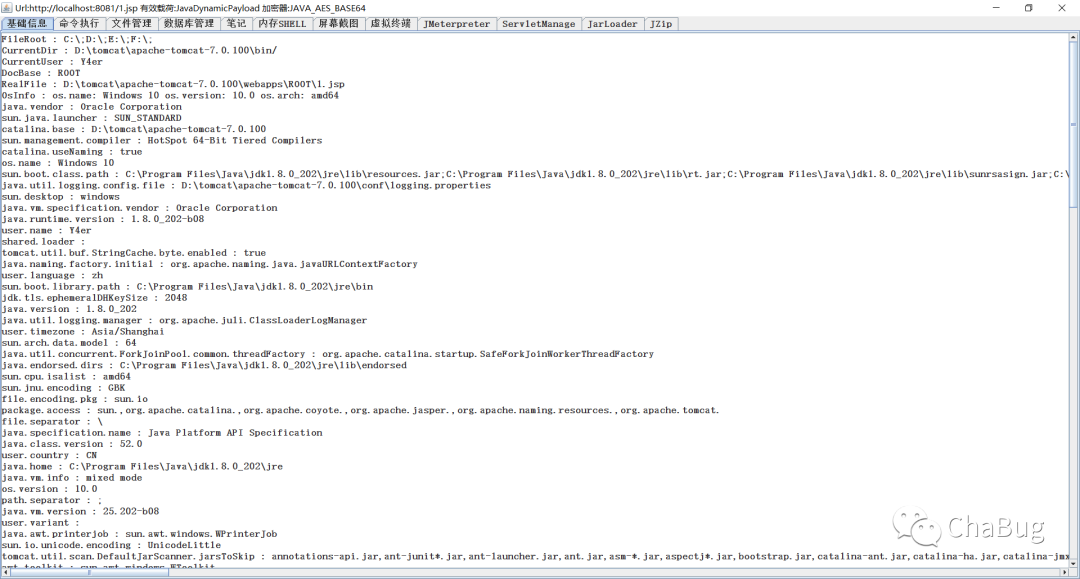 Url:http://localhost:8081/1.jsp 有效载荷:JavaDynamicPayload 加密器:JAVA_AES_BASE64
基础信息 命令执行 文件管理 数据库管理 笔记 内存SHELL 屏幕截图 虚拟终端 JMeterpreter ServletManage JarLoader JZip
FileRoot : C:\;D:\;E:\;F:\;
CurrentDir : D:\tomcat\apache-tomcat-7.0.100\bin/
CurrentUser : Y4er
DocBase : ROOT
RealFile : D:\tomcat\apache-tomcat-7.0.100\webapps\ROOT\1.jsp
OsInfo : os.name: Windows 10 os.version: 10.0 os.arch: amd64
java.vendor : Oracle Corporation
sun.java.launcher : SUN_STANDARD
catalina.base : D:\tomcat\apache-tomcat-7.0.100
sun.management.compiler : HotSpot 64-Bit Tiered Compilers
catalina.useNaming : true
os.name : Windows 10
sun.boot.class.path : C:\Program Files\Java\jdk1.8.0_202\jre\lib\resources.jar;C:\Program Files\Java\jdk1.8.0_202\jre\lib\rt.jar;C:\Program Files\Java\jdk1.8.0_202\jre\lib\sunrsasign.jar;C:\
java.util.logging.config.file : D:\tomcat\apache-tomcat-7.0.100\conf\logging.properties
sun.desktop : windows
java.vm.specification.vendor : Oracle Corporation
java.runtime.version : 1.8.0_202-b08
user.name : Y4er
shared.loader :
tomcat.util.buf.StringCache.byte.enabled : true
java.naming.factory.initial : org.apache.naming.java.javaURLContextFactory
user.language : zh
sun.boot.library.path : C:\Program Files\Java\jdk1.8.0_202\jre\bin
jdk.tls.ephemeralDHKeySize : 2048
java.version : 1.8.0_202
java.util.logging.manager : org.apache.juli.ClassLoaderLogManager
user.timezone : Asia/Shanghai
sun.arch.data.model : 64
java.util.concurrent.ForkJoinPool.common.threadFactory : org.apache.catalina.startup.SafeForkJoinWorkerThreadFactory
java.endorsed.dirs : C:\Program Files\Java\jdk1.8.0_202\jre\lib\endorsed
sun.cpu.isalist : amd64
sun.jnu.encoding : GBK
file.encoding.pkg : sun.io
package.access : sun.,org.apache.catalina.,org.apache.coyote.,org.apache.jasper.,org.apache.naming.resources.,org.apache.tomcat.
file.separator : \
java.specification.name : Java Platform API Specification
java.class.version : 52.0
user.country : CN
java.home : C:\Program Files\Java\jdk1.8.0_202\jre
java.vm.info : mixed mode
os.version : 10.0
path.separator : ;
java.vm.version : 25.202-b08
user.variant :
java.awt.printerjob : sun.awt.windows.WPrinterJob
sun.io.unicode.encoding : UnicodeLittle
tomcat.util.scan.DefaultJarScanner.jarsToSkip : annotations-api.jar,ant-junit*.jar,ant-launcher.jar,ant.jar,asm-*.jar,aspectj*.jar,bootstrap.jar,catalina-ant.jar,catalina-ha.jar,catalina-jmx
awt.toolkit : sun.awt.windows.WToolkit
ChaBug